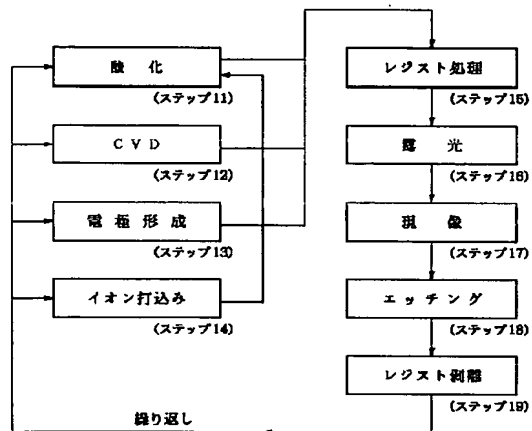 酸化
(ステップ11)
CVD
(ステップ12)
電極形成
(ステップ13)
イオン打込み
(ステップ14)
レジスト処理
(ステップ15)
露光
(ステップ16)
現像
(ステップ17)
エッチング
(ステップ18)
レジスト剥離
(ステップ19)
繰り返し